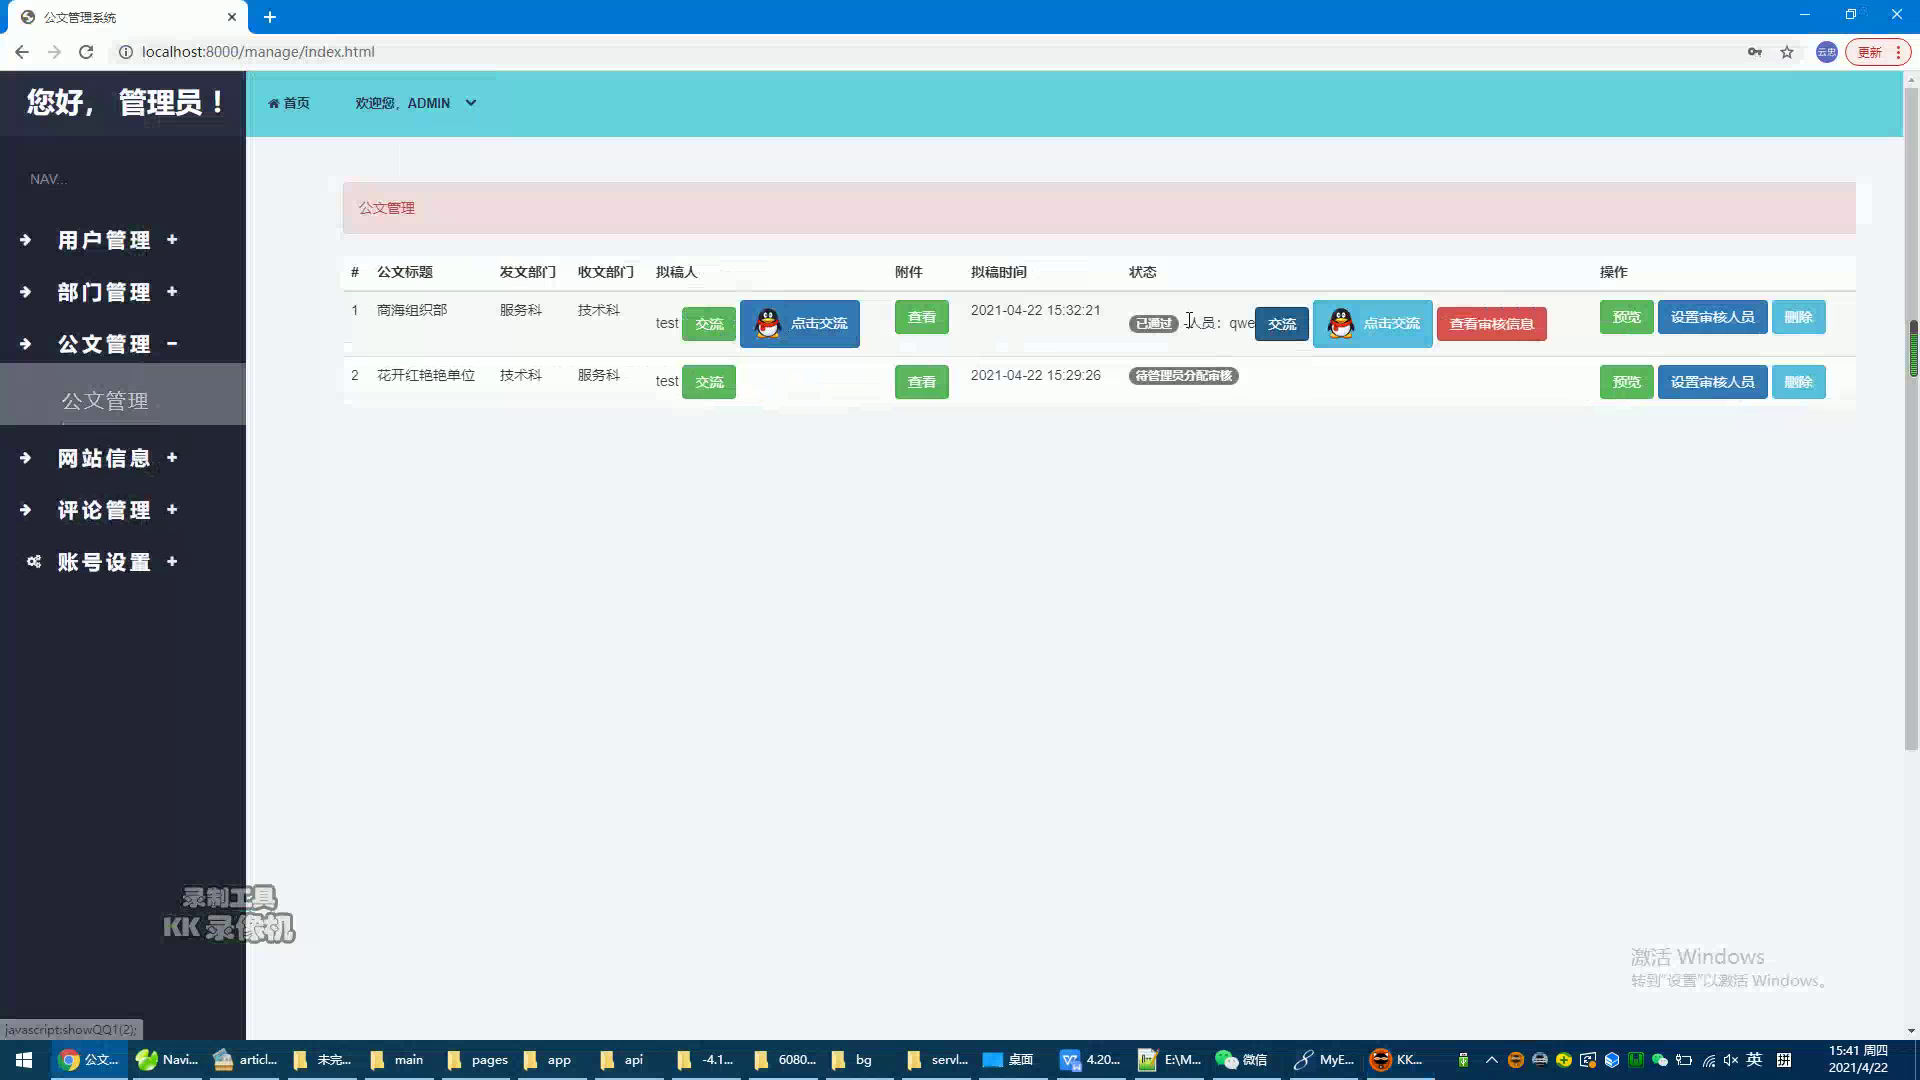 公文管理系统
localhost:8000/manage/index.html
云忠
更新
您好， 管理员！
首页
欢迎您，ADMIN
NAV...
用户管理 +
部门管理 +
公文管理 −
公文管理
网站信息 +
评论管理 +
账号设置 +
公文管理
# 公文标题 发文部门 收文部门 拟稿人 附件 拟稿时间 状态 操作
1 商海组织部 服务科 技术科 test 交流 点击交流 查看 2021-04-22 15:32:21 已通过 人员：qwe 交流 点击交流 查看审核信息 预览 设置审核人员 删除
2 花开红艳艳单位 技术科 服务科 test 交流 查看 2021-04-22 15:29:26 待管理员分配审核 预览 设置审核人员 删除
录制工具
KK 录像机
激活 Windows
转到"设置"以激活 Windows。
javascript:showQQ1(2);
公文... Navi... articl... 未完... main pages app api -4.1... 6080... bg servl... 桌面 4.20... E:\M... 微信 MyE... KK... 英 拼
15:41 周四
2021/4/22